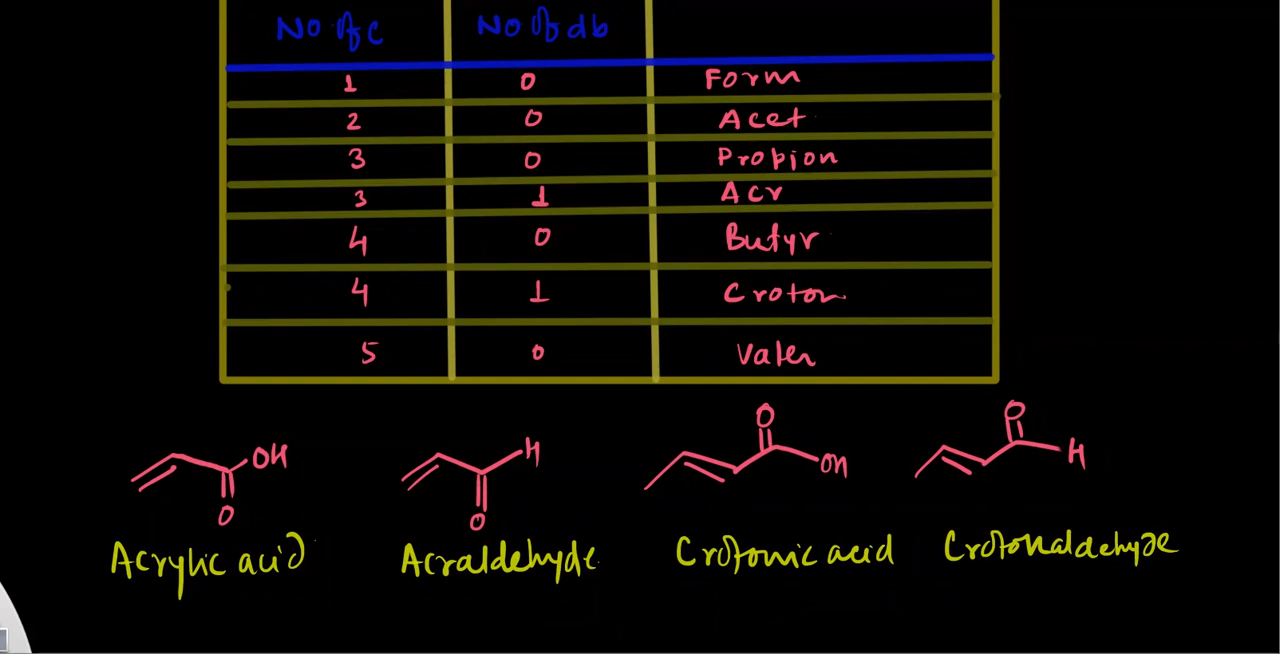 No of c No of db
1 0 Form
2 0 Acet
3 0 Propion
3 1 Acr
4 0 Butyr
4 1 Croton
5 0 Valer
OH O
H O
O OH
O H
Acrylic acid Acraldehyde Crotonic acid Crotonaldehyde